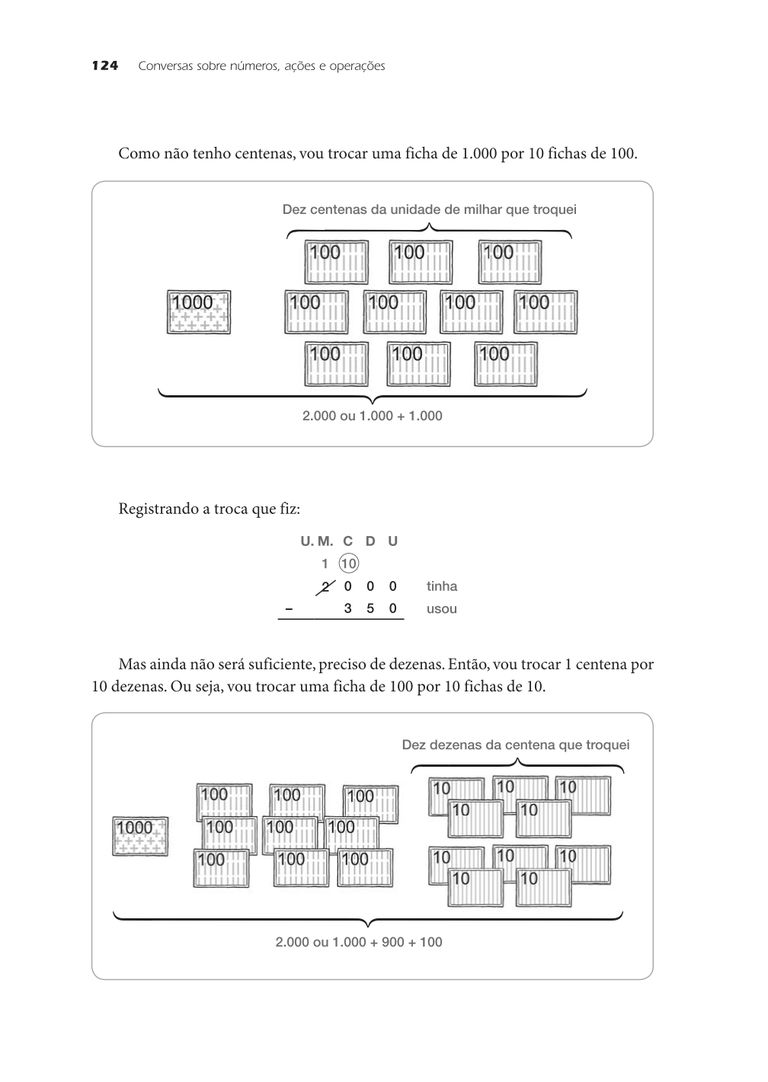 124 Conversas sobre números, ações e operações
Como não tenho centenas, vou trocar uma ficha de 1.000 por 10 fichas de 100.
Dez centenas da unidade de milhar que troquei
100 100 100
1000 100 100 100 100
100 100 100
2.000 ou 1.000 + 1.000
Registrando a troca que fiz:
U. M. C D U
1 10
2 0 0 0 tinha
– 3 5 0 usou
Mas ainda não será suficiente, preciso de dezenas. Então, vou trocar 1 centena por
10 dezenas. Ou seja, vou trocar uma ficha de 100 por 10 fichas de 10.
Dez dezenas da centena que troquei
100 100 100 10 10 10
10 10
1000 100 100 100
100 100 100 10 10 10
10 10
2.000 ou 1.000 + 900 + 100